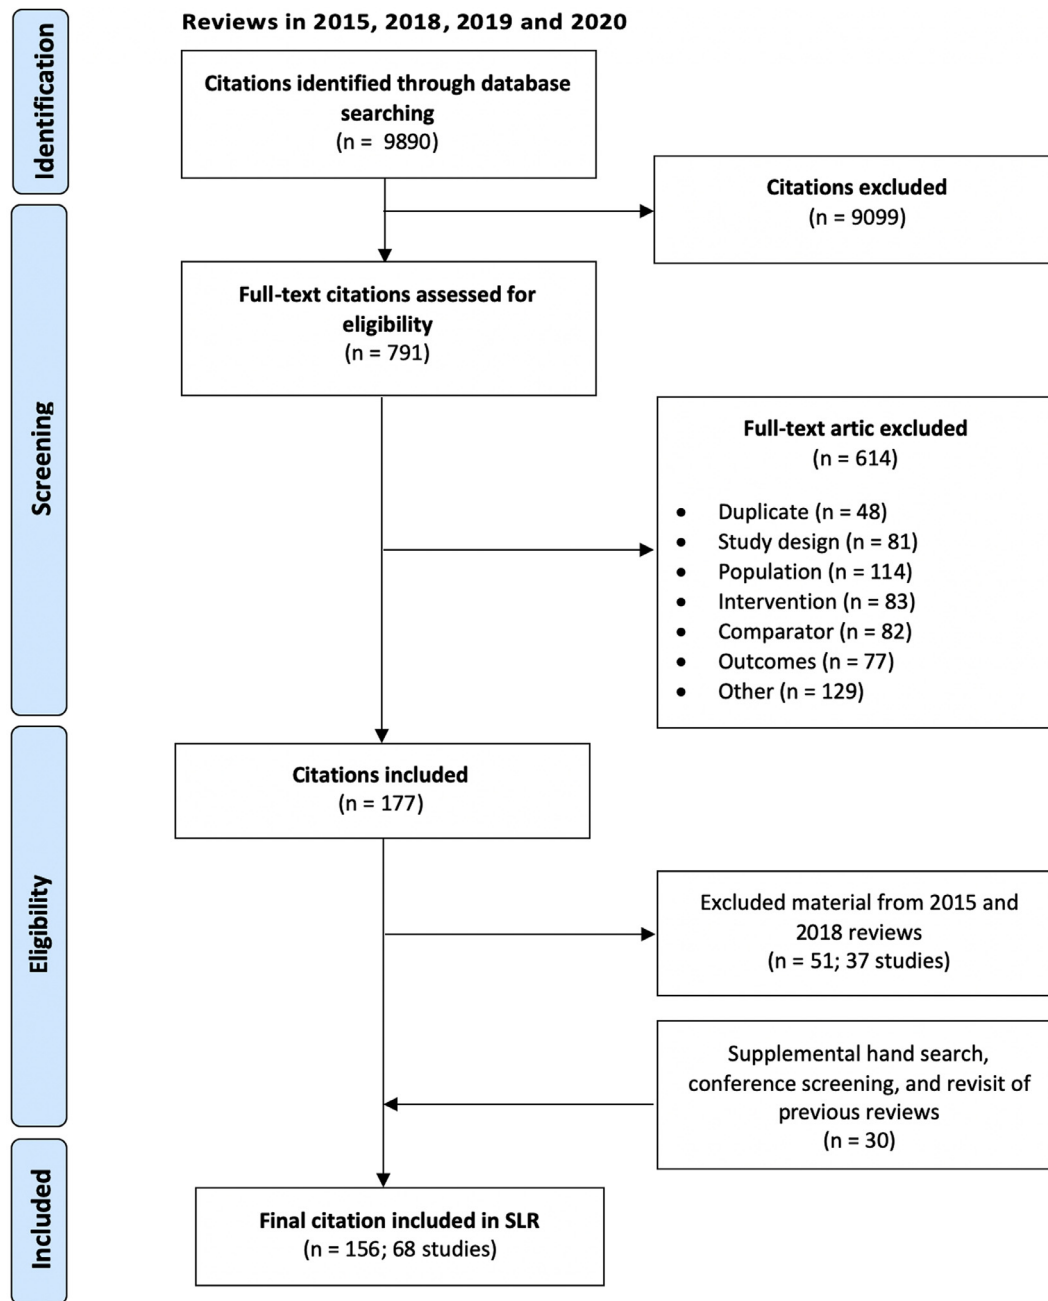 Reviews in 2015, 2018, 2019 and 2020
Identification
Citations identified through database
searching
(n =  9890)
Citations excluded
(n = 9099)
Screening
Full-text citations assessed for
eligibility
(n = 791)
Full-text artic excluded
(n = 614)
• Duplicate (n = 48)
• Study design (n = 81)
• Population (n = 114)
• Intervention (n = 83)
• Comparator (n = 82)
• Outcomes (n = 77)
• Other (n = 129)
Eligibility
Citations included
(n = 177)
Excluded material from 2015 and
2018 reviews
(n = 51; 37 studies)
Supplemental hand search,
conference screening, and revisit of
previous reviews
(n = 30)
Included
Final citation included in SLR
(n = 156; 68 studies)